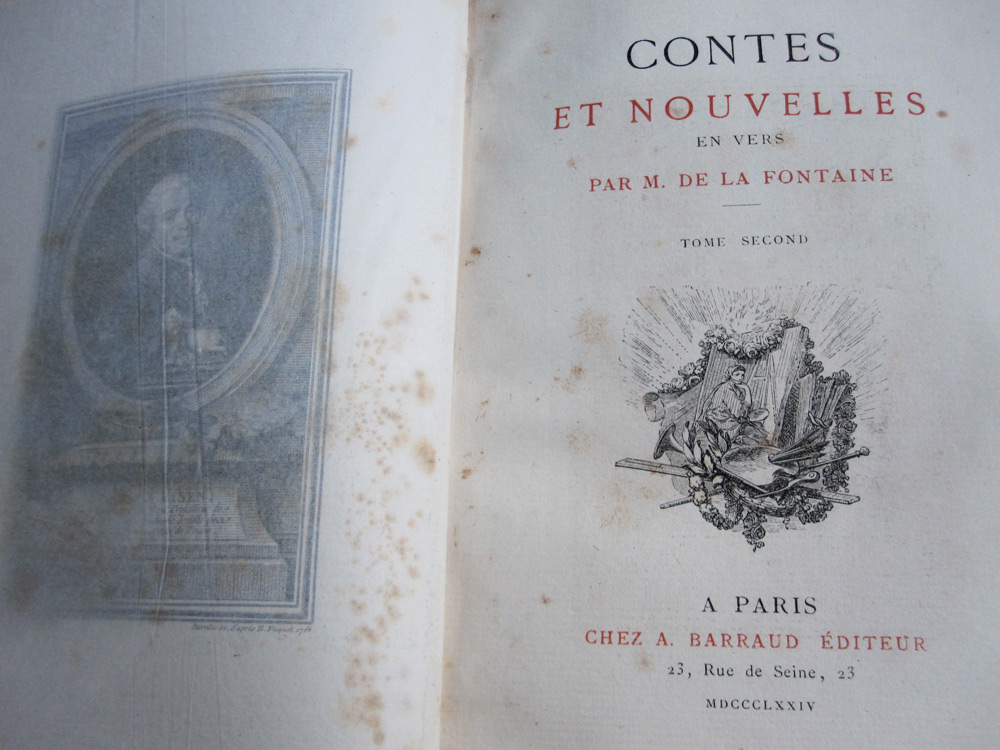 CONTES
ET NOUVELLES
EN VERS
PAR M. DE LA FONTAINE
TOME SECOND
A PARIS
CHEZ A. BARRAUD ÉDITEUR
23, Rue de Seine, 23
MDCCCLXXIV